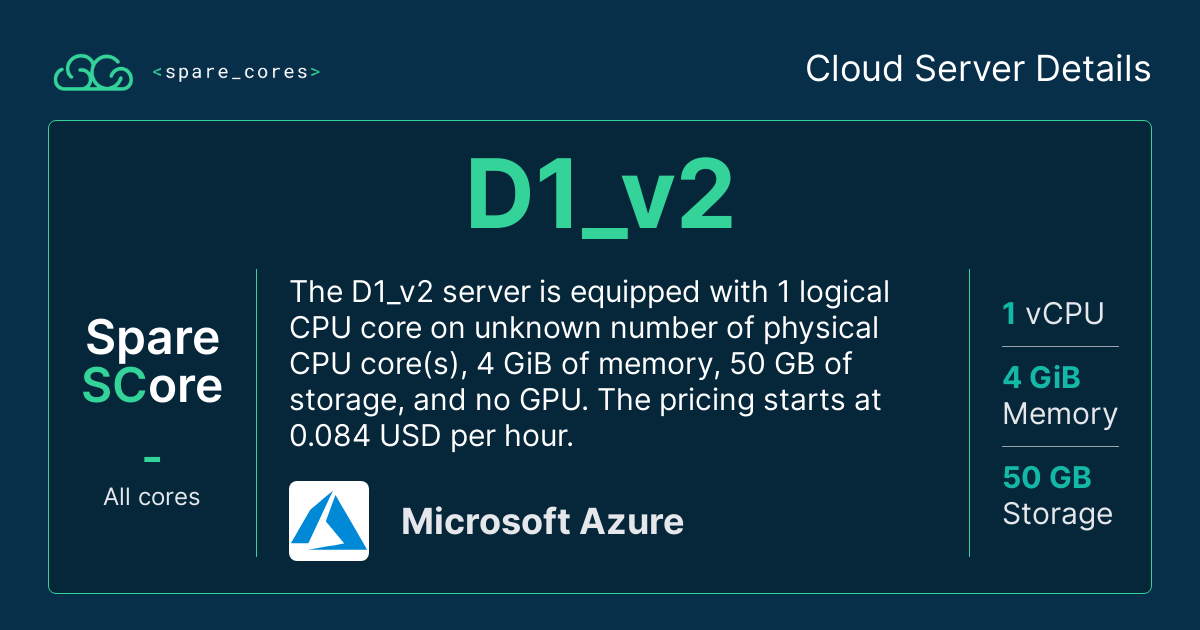 <spare_cores>
Cloud Server Details
D1_v2
Spare
SCore
-
All cores
The D1_v2 server is equipped with 1 logical
CPU core on unknown number of physical
CPU core(s), 4 GiB of memory, 50 GB of
storage, and no GPU. The pricing starts at
0.084 USD per hour.
Microsoft Azure
1 vCPU
4 GiB
Memory
50 GB
Storage